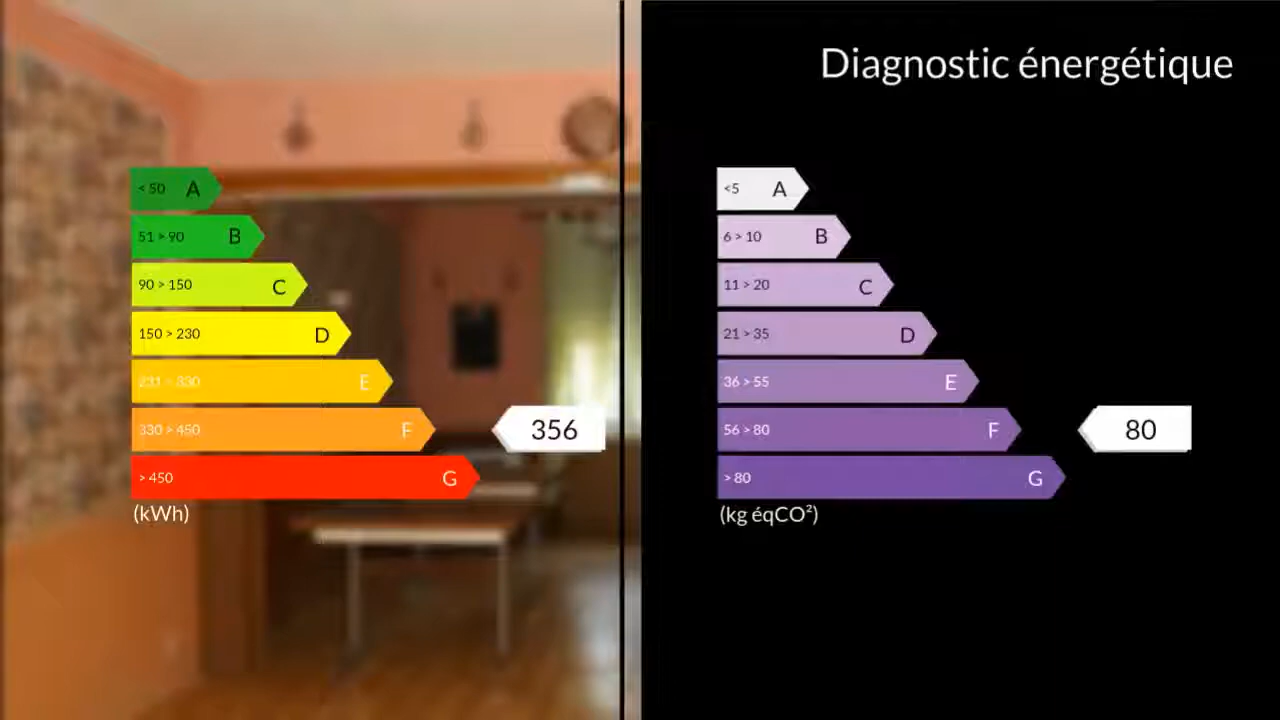 Diagnostic énergétique
< 50 A
51 > 90 B
90 > 150 C
150 > 230 D
231 > 330 E
330 > 450 F
356
> 450 G
(kWh)
<5 A
6 > 10 B
11 > 20 C
21 > 35 D
36 > 55 E
56 > 80 F
80
> 80 G
(kg éqCO²)